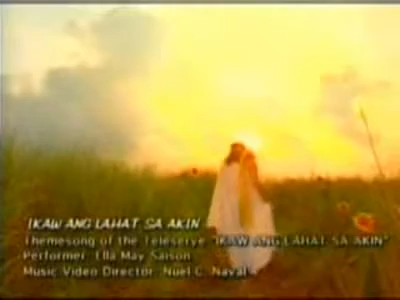 IKAW ANG LAHAT SA AKIN
Themesong of the Teleserye "IKAW ANG LAHAT SA AKIN"
Performer: Ella May Saison
Music Video Director: Nuel C. Naval